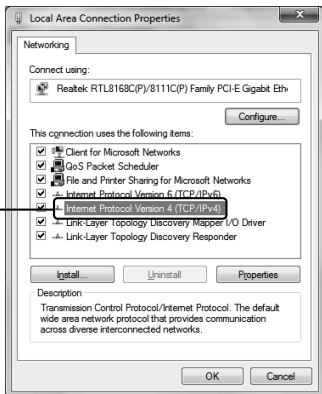 Local Area Connection Properties
Networking
Connect using:
Realtek RTL8168C(P)/8111C(P) Family PCI-E Gigabit Eth
Configure...
This connection uses the following items:
Client for Microsoft Networks
QoS Packet Scheduler
File and Printer Sharing for Microsoft Networks
Internet Protocol Version 6 (TCP/IPv6)
Internet Protocol Version 4 (TCP/IPv4)
Link-Layer Topology Discovery Mapper I/O Driver
Link-Layer Topology Discovery Responder
Install... Uninstall Properties
Description
Transmission Control Protocol/Internet Protocol. The default
wide area network protocol that provides communication
across diverse interconnected networks.
OK Cancel